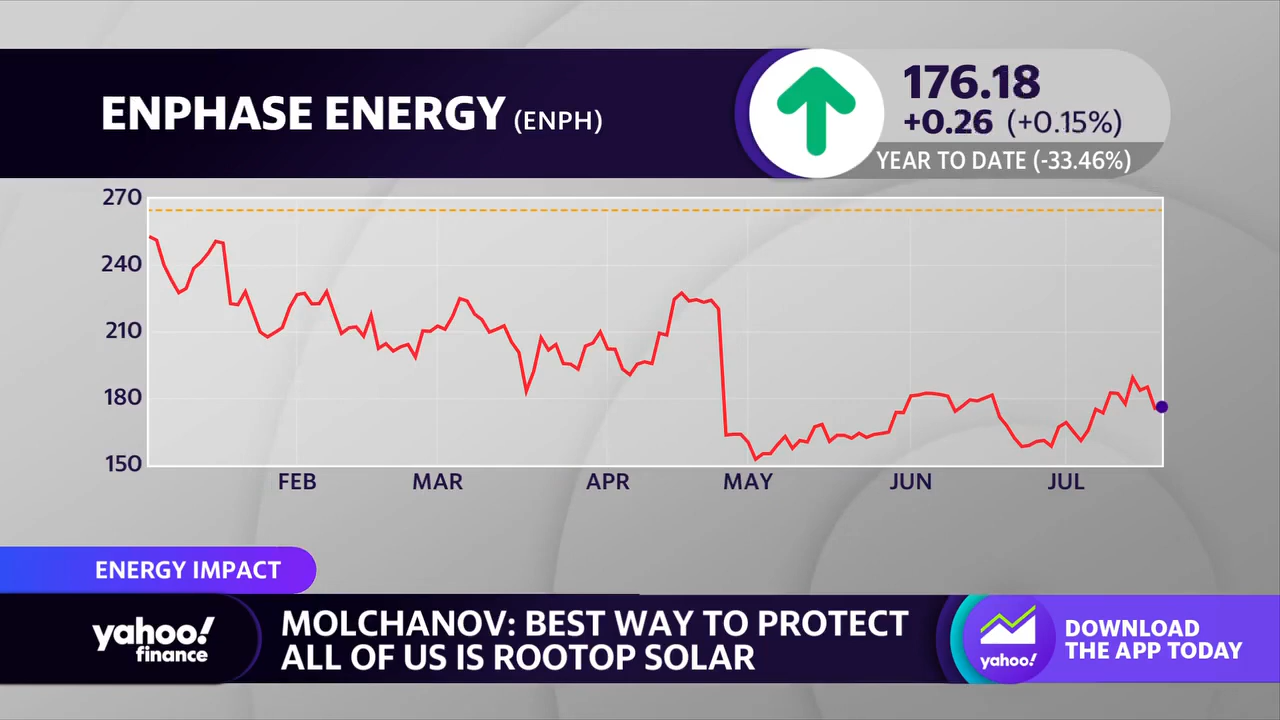 ENPHASE ENERGY (ENPH)
176.18
+0.26 (+0.15%)
YEAR TO DATE (-33.46%)
270
240
210
180
150
FEB MAR APR MAY JUN JUL
ENERGY IMPACT
yahoo!
finance
MOLCHANOV: BEST WAY TO PROTECT
ALL OF US IS ROOTOP SOLAR
yahoo!
DOWNLOAD
THE APP TODAY